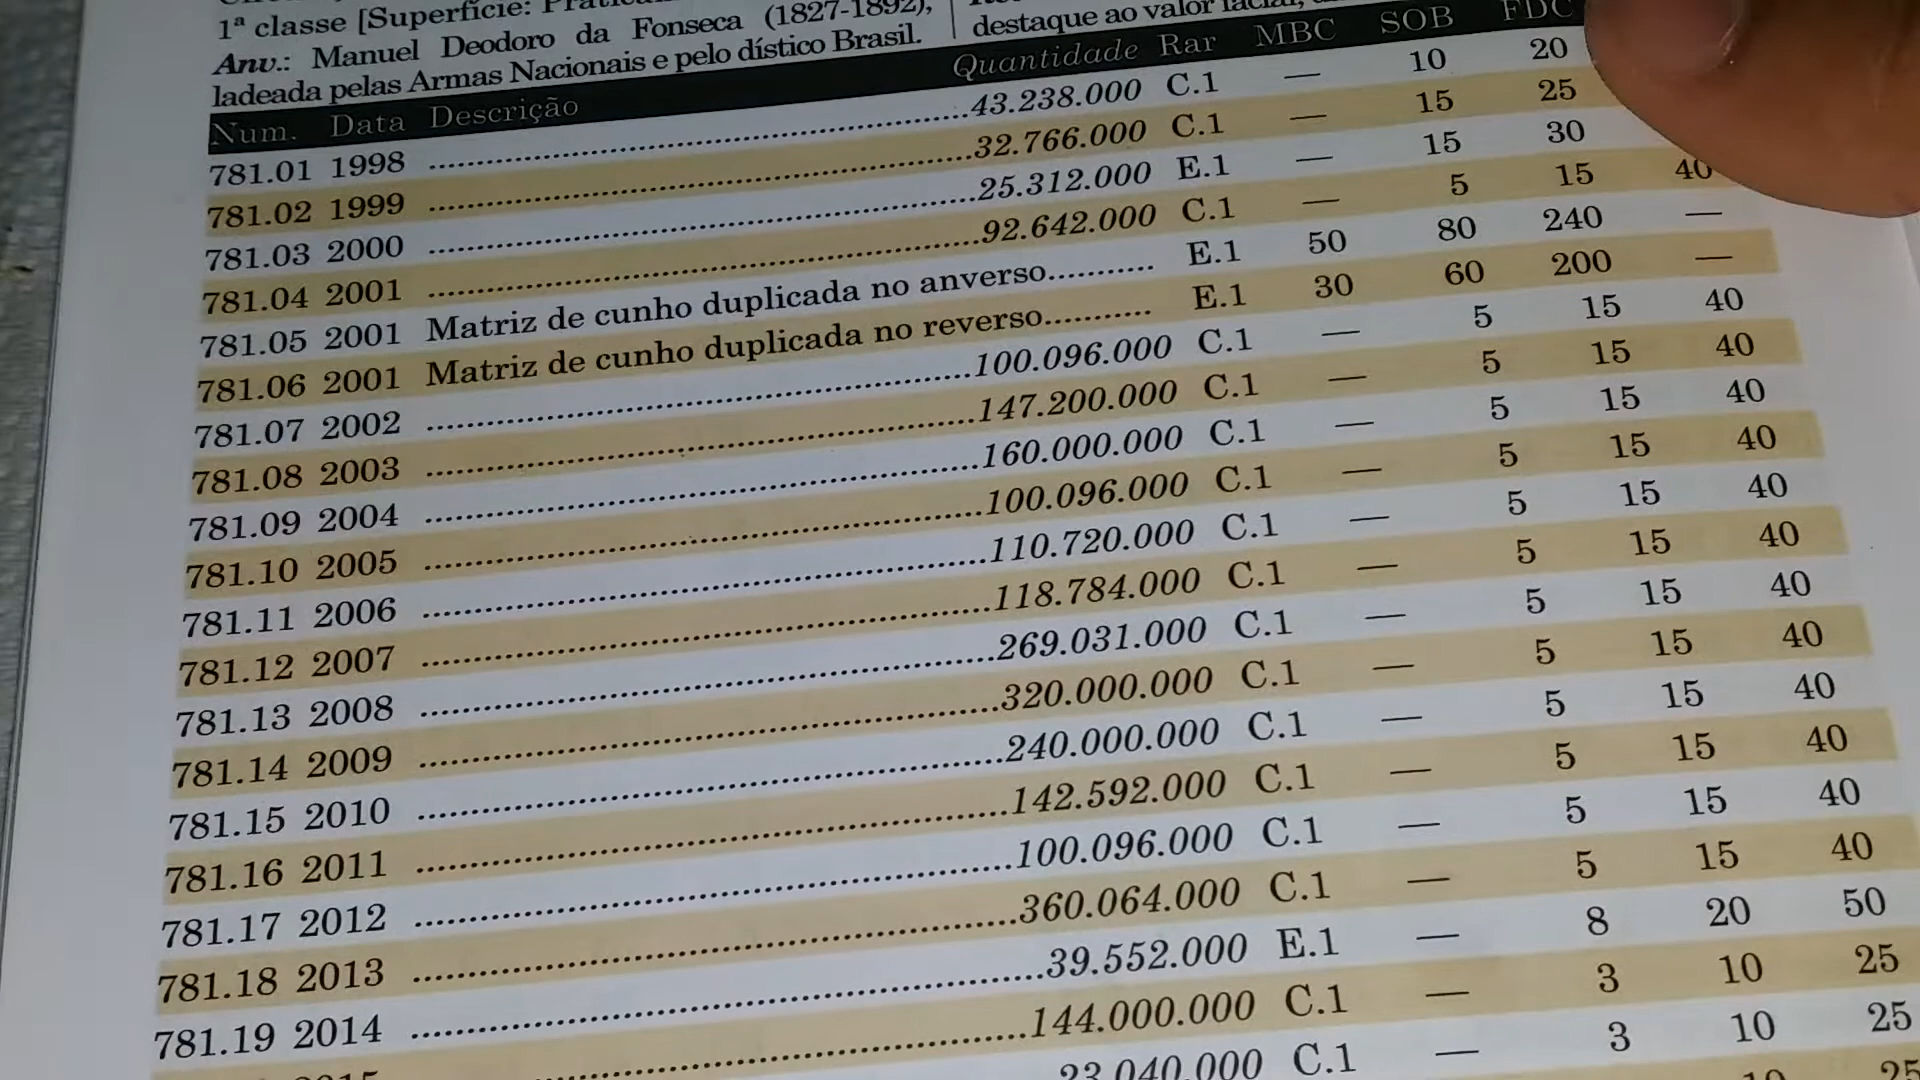 1ª classe [Superfície:
Anv.: Manuel Deodoro da Fonseca (1827-1892),
ladeada pelas Armas Nacionais e pelo dístico Brasil.
destaque ao valor facial,
Num. Data Descrição Quantidade Rar MBC SOB FDC
781.01 1998 ..........43.238.000 C.1 — 10 20
781.02 1999 ..........32.766.000 C.1 — 15 25
781.03 2000 ..........25.312.000 E.1 — 15 30
781.04 2001 ..........92.642.000 C.1 — 5 15 40
781.05 2001 Matriz de cunho duplicada no anverso........... E.1 50 80 240 —
781.06 2001 Matriz de cunho duplicada no reverso........... E.1 30 60 200 —
781.07 2002 ..........100.096.000 C.1 — 5 15 40
781.08 2003 ..........147.200.000 C.1 — 5 15 40
781.09 2004 ..........160.000.000 C.1 — 5 15 40
781.10 2005 ..........100.096.000 C.1 — 5 15 40
781.11 2006 ..........110.720.000 C.1 — 5 15 40
781.12 2007 ..........118.784.000 C.1 — 5 15 40
781.13 2008 ..........269.031.000 C.1 — 5 15 40
781.14 2009 ..........320.000.000 C.1 — 5 15 40
781.15 2010 ..........240.000.000 C.1 — 5 15 40
781.16 2011 ..........142.592.000 C.1 — 5 15 40
781.17 2012 ..........100.096.000 C.1 — 5 15 40
781.18 2013 ..........360.064.000 C.1 — 5 15 40
781.19 2014 ..........39.552.000 E.1 — 8 20 50
2015 ..........144.000.000 C.1 — 3 10 25
23.040.000 C.1 — 3 10 25
10 25